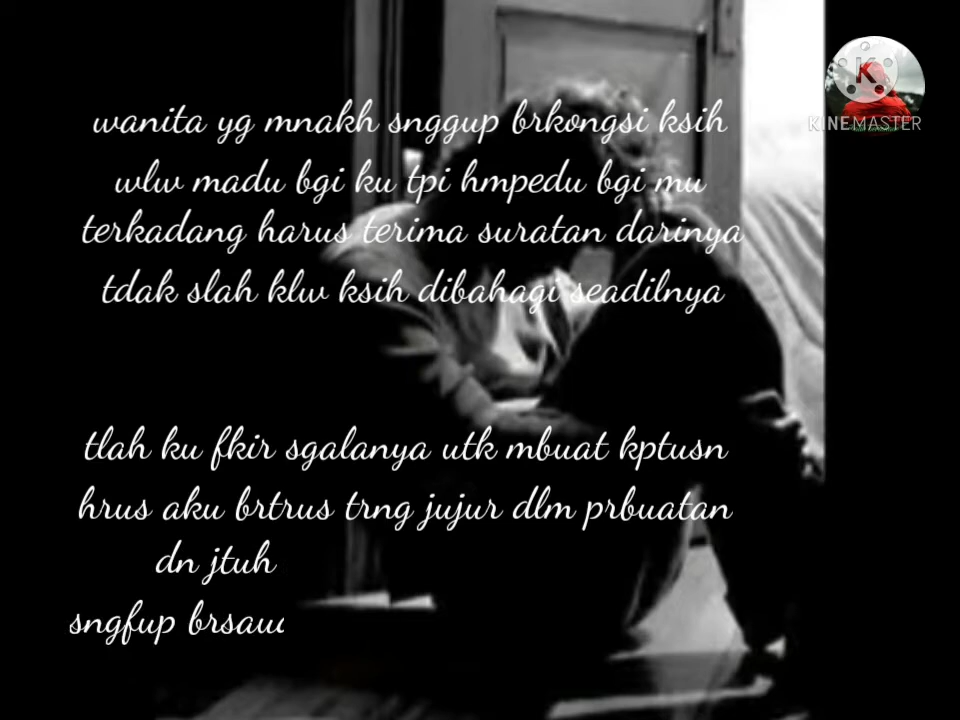 wanita yg mnakh snggup brkongsi ksih
wlw madu bgi ku tpi hmpedu bgi mu
terkadang harus terima suratan darinya
tdak slah klw ksih dibahagi seadilnya
tlah ku fkir sgalanya utk mbuat kptusn
hrus aku brtrus trng jujur dlm prbuatan
dn jtuh
sngfup
KINEMASTER